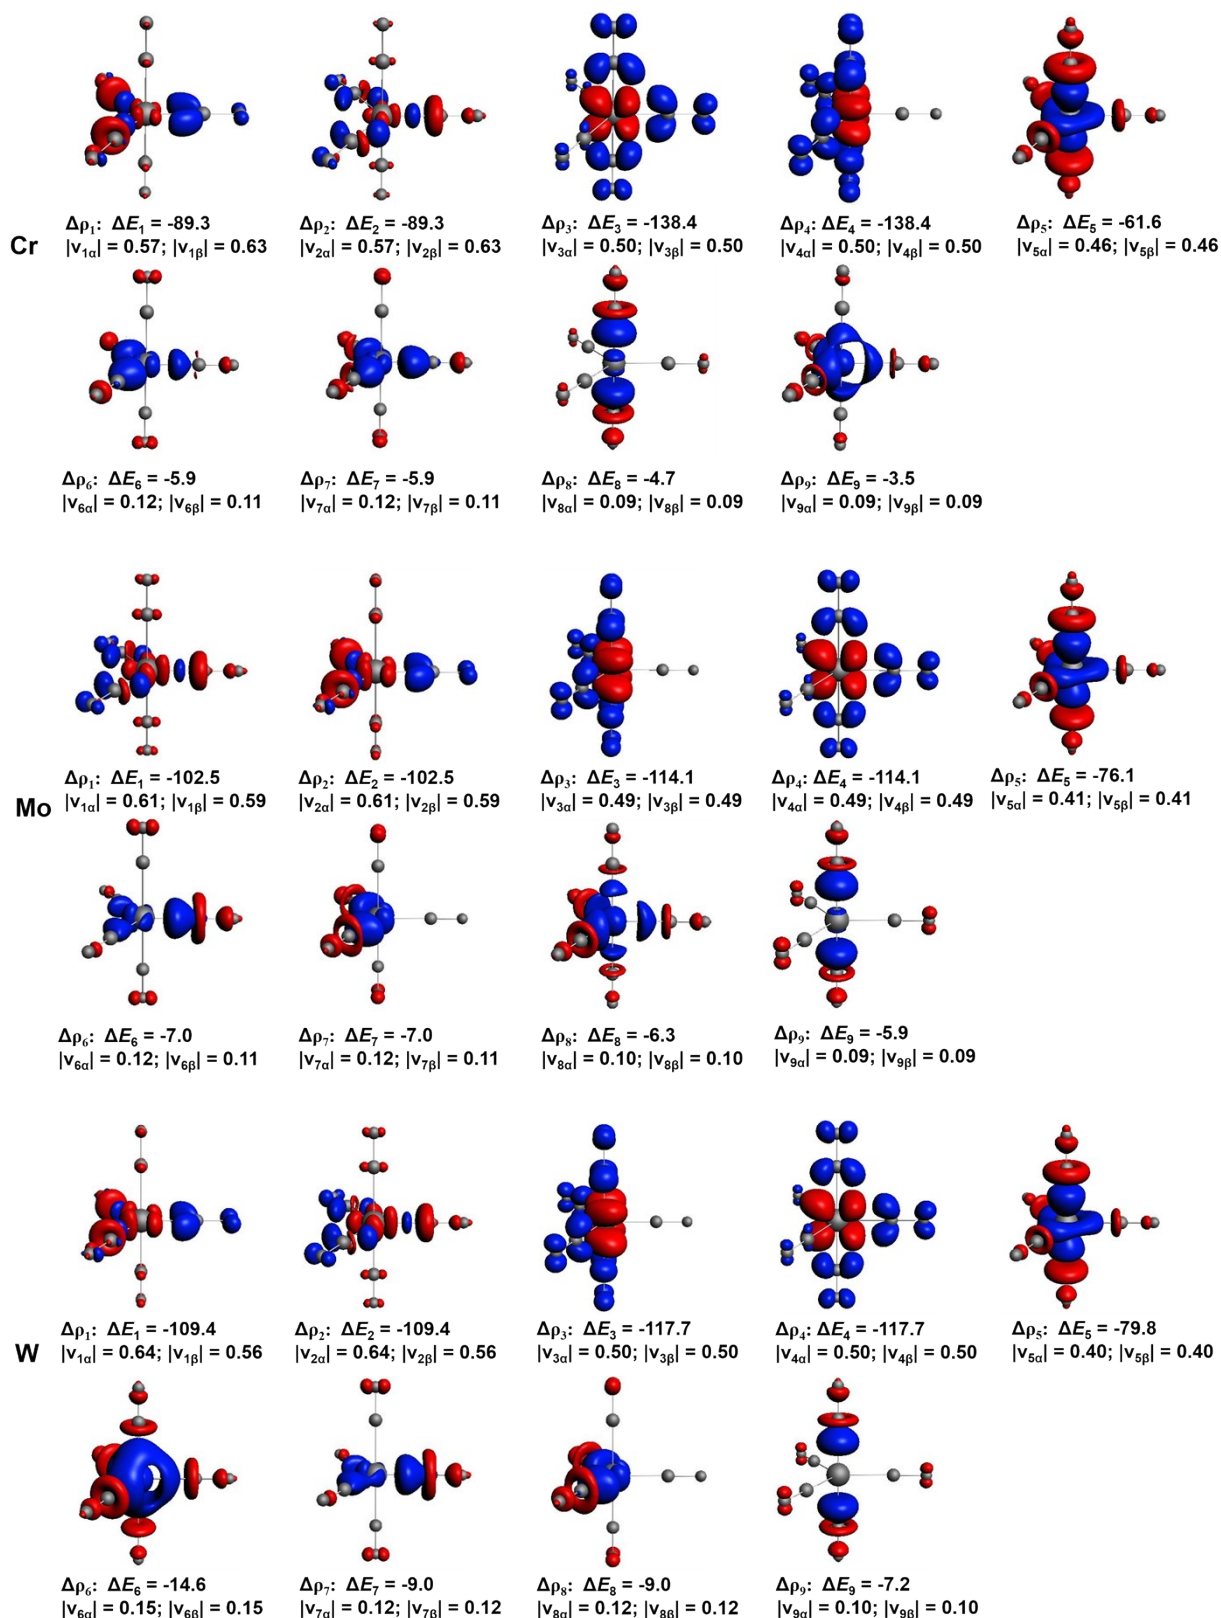 Δρ₁: ΔE₁ = -89.3
|v₁α| = 0.57; |v₁β| = 0.63
Δρ₂: ΔE₂ = -89.3
|v₂α| = 0.57; |v₂β| = 0.63
Δρ₃: ΔE₃ = -138.4
|v₃α| = 0.50; |v₃β| = 0.50
Δρ₄: ΔE₄ = -138.4
|v₄α| = 0.50; |v₄β| = 0.50
Δρ₅: ΔE₅ = -61.6
|v₅α| = 0.46; |v₅β| = 0.46
Cr
Δρ₆: ΔE₆ = -5.9
|v₆α| = 0.12; |v₆β| = 0.11
Δρ₇: ΔE₇ = -5.9
|v₇α| = 0.12; |v₇β| = 0.11
Δρ₈: ΔE₈ = -4.7
|v₈α| = 0.09; |v₈β| = 0.09
Δρ₉: ΔE₉ = -3.5
|v₉α| = 0.09; |v₉β| = 0.09
Δρ₁: ΔE₁ = -102.5
|v₁α| = 0.61; |v₁β| = 0.59
Δρ₂: ΔE₂ = -102.5
|v₂α| = 0.61; |v₂β| = 0.59
Δρ₃: ΔE₃ = -114.1
|v₃α| = 0.49; |v₃β| = 0.49
Δρ₄: ΔE₄ = -114.1
|v₄α| = 0.49; |v₄β| = 0.49
Δρ₅: ΔE₅ = -76.1
|v₅α| = 0.41; |v₅β| = 0.41
Mo
Δρ₆: ΔE₆ = -7.0
|v₆α| = 0.12; |v₆β| = 0.11
Δρ₇: ΔE₇ = -7.0
|v₇α| = 0.12; |v₇β| = 0.11
Δρ₈: ΔE₈ = -6.3
|v₈α| = 0.10; |v₈β| = 0.10
Δρ₉: ΔE₉ = -5.9
|v₉α| = 0.09; |v₉β| = 0.09
Δρ₁: ΔE₁ = -109.4
|v₁α| = 0.64; |v₁β| = 0.56
Δρ₂: ΔE₂ = -109.4
|v₂α| = 0.64; |v₂β| = 0.56
Δρ₃: ΔE₃ = -117.7
|v₃α| = 0.50; |v₃β| = 0.50
Δρ₄: ΔE₄ = -117.7
|v₄α| = 0.50; |v₄β| = 0.50
Δρ₅: ΔE₅ = -79.8
|v₅α| = 0.40; |v₅β| = 0.40
W
Δρ₆: ΔE₆ = -14.6
|v₆α| = 0.15; |v₆β| = 0.15
Δρ₇: ΔE₇ = -9.0
|v₇α| = 0.12; |v₇β| = 0.12
Δρ₈: ΔE₈ = -9.0
|v₈α| = 0.12; |v₈β| = 0.12
Δρ₉: ΔE₉ = -7.2
|v₉α| = 0.10; |v₉β| = 0.10